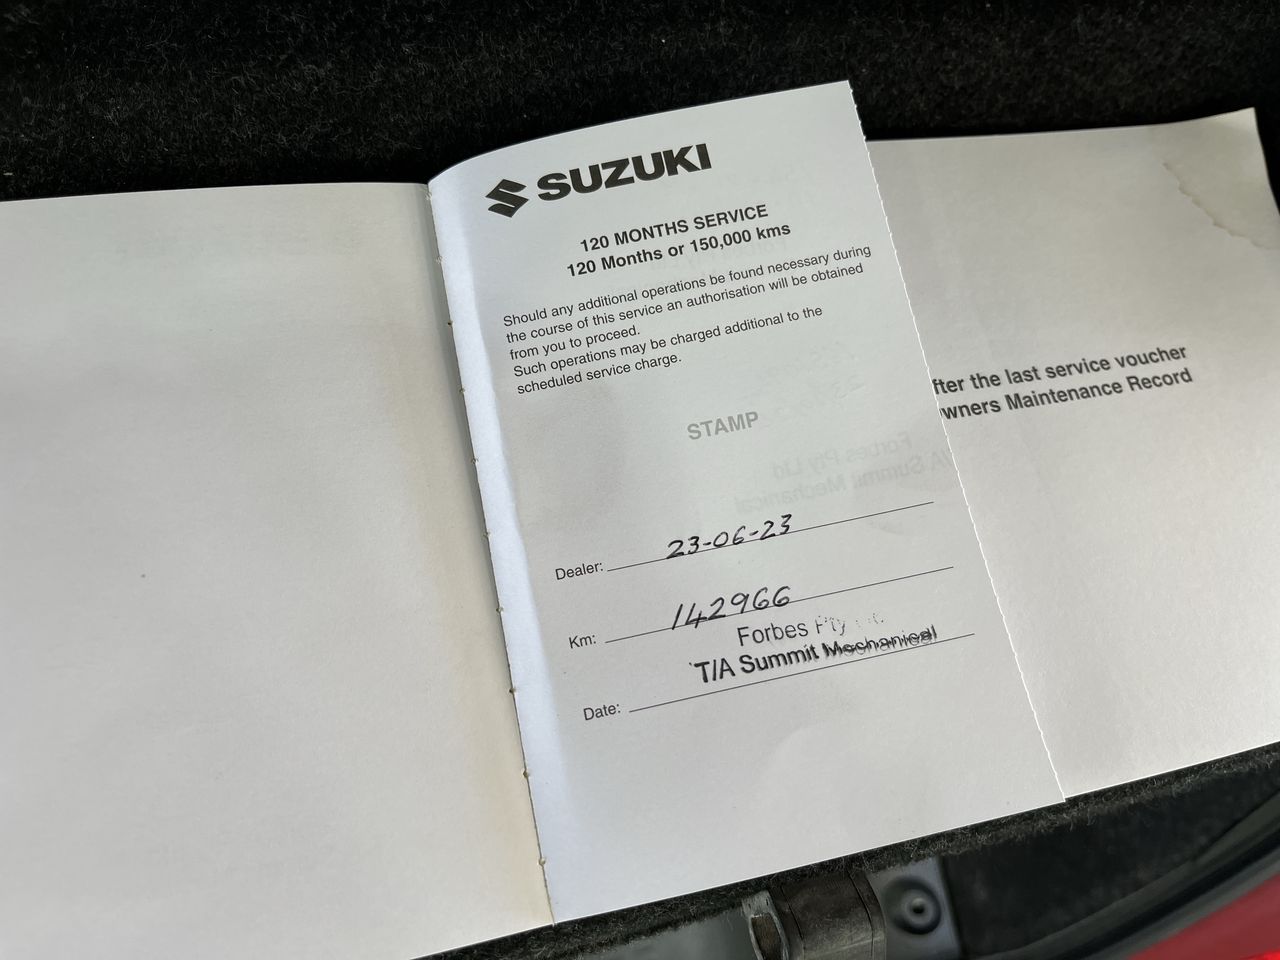 SUZUKI
120 MONTHS SERVICE
120 Months or 150,000 kms
Should any additional operations be found necessary during
the course of this service an authorisation will be obtained
from you to proceed.
Such operations may be charged additional to the
scheduled service charge.
STAMP
Dealer: 23-06-23
Km: 142966
Forbes Pty
T/A Summit Mechanical
Date:
fter the last service voucher
wners Maintenance Record